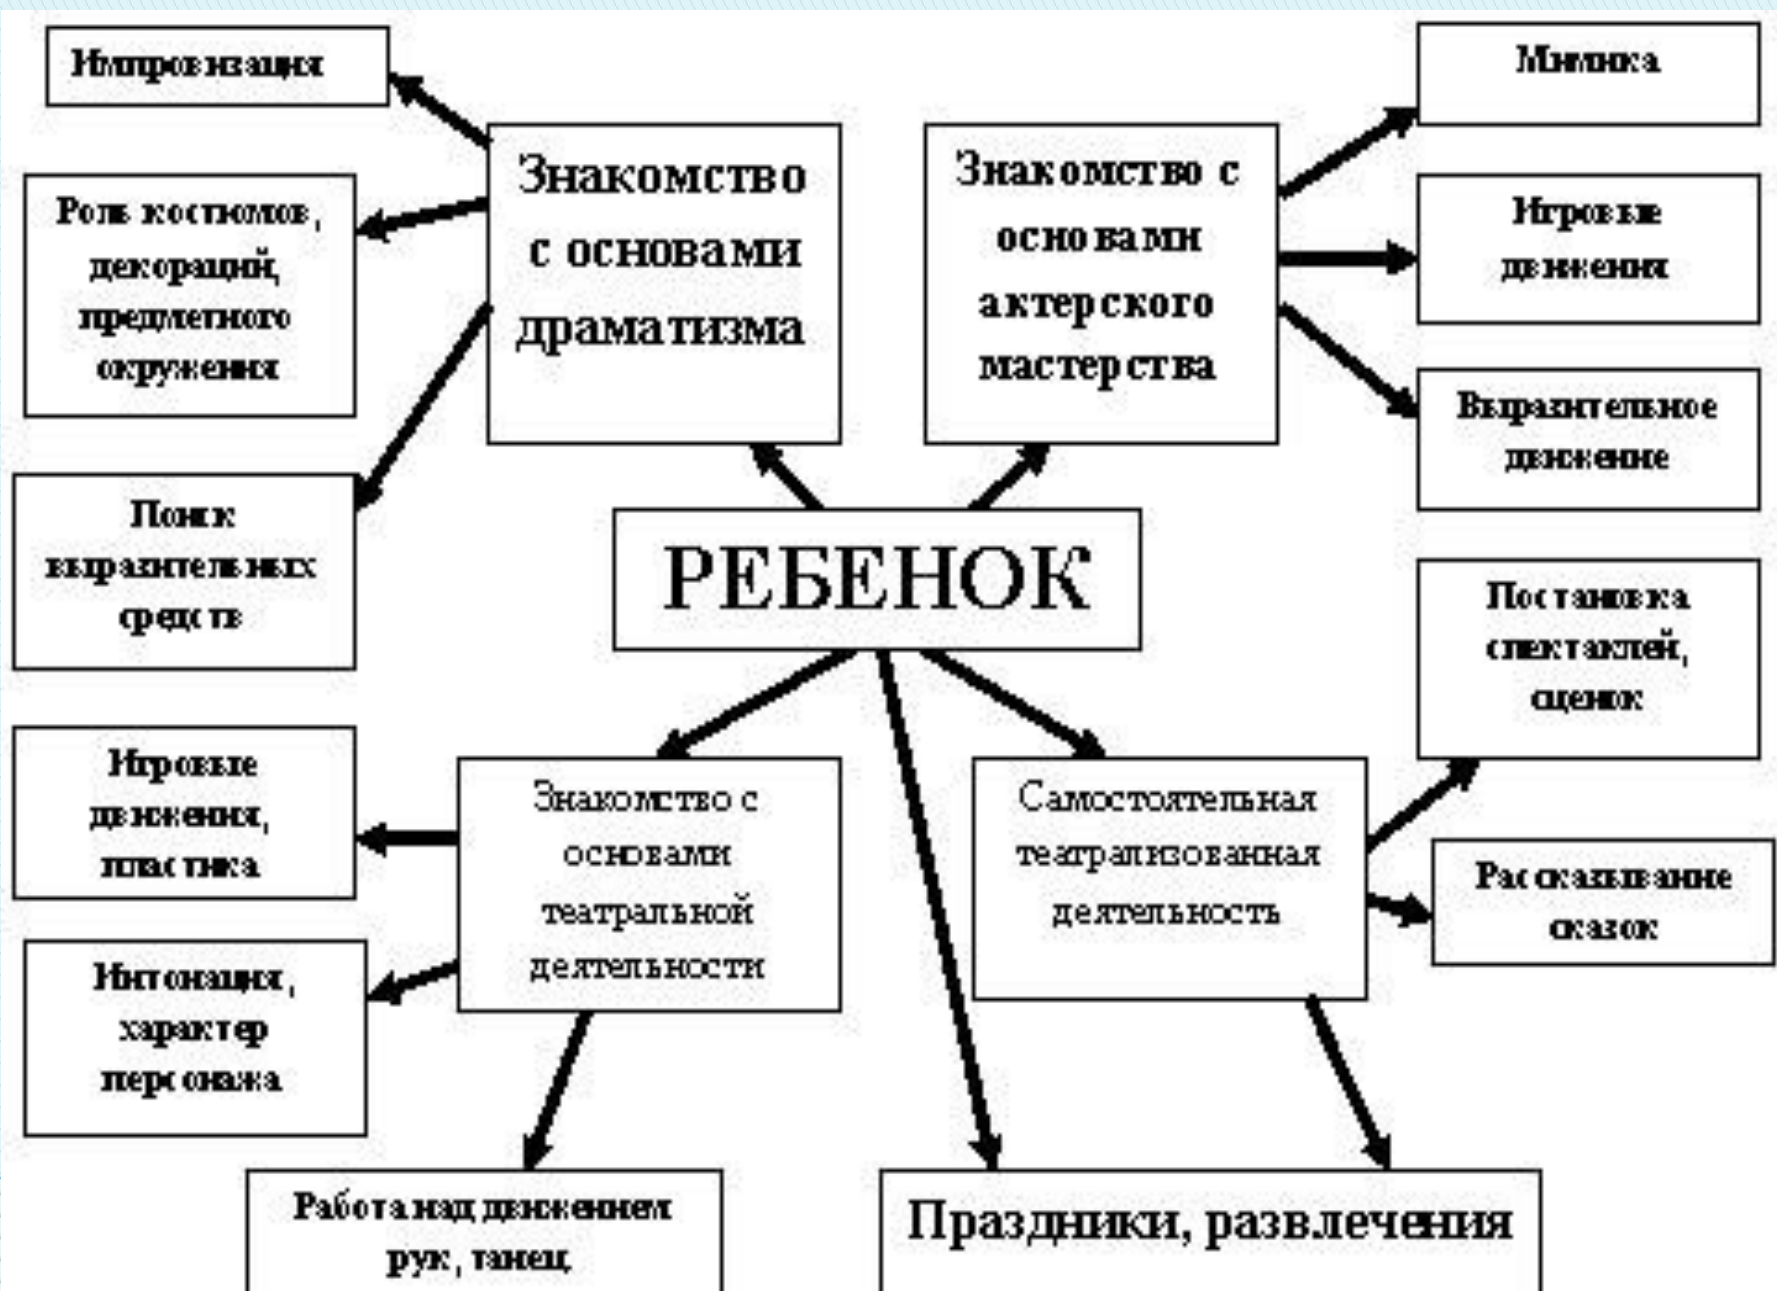 Импровизация
Роль костюмов,
декораций,
предметного
окружения
Поиск
выразительных
средств
Знакомство
с основами
драматизма
Знакомство с
основами
актерского
мастерства
Мимика
Игровые
движения
Выразительное
движение
РЕБЕНОК
Постановка
спектаклей,
сценок
Рассказывание
сказок
Игровые
движения,
пластика
Интонация,
характер
персонажа
Знакомство с
основами
театральной
деятельности
Самостоятельная
театрализованная
деятельность
Работа над движением
рук, танец.
Праздники, развлечения